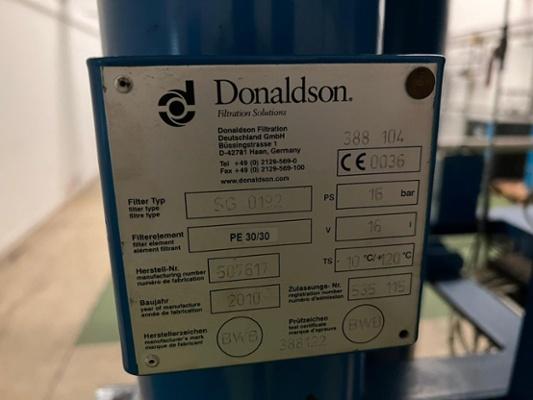 Donaldson.
Filtration Solutions
Donaldson Filtration
Deutschland GmbH
Büssingstrasse 1
D-42781 Haan, Germany
Tel +49 (0) 2129-569-0
Fax +49 (0) 2129-569-100
www.donaldson.com
388 104
CE 0036
Filter Typ
filter type
filtre type
SG 0192
PS 16 bar
Filterelement
filter element
élément filtrant
PE 30/30
V 16 l
Herstell-Nr.
manufacturing number
numéro de fabrication
507617
TS - 10 °C/+ 120 °C
Baujahr
year of manufacture
année de fabrication
2010
Zulassungs- Nr.
registration number
numéro d'admission
535 115
Herstellerzeichen
manufacturer's mark
marque de fabricant
BWB
Prüfzeichen
test certificate
marque d'epreuve
BWB
388122